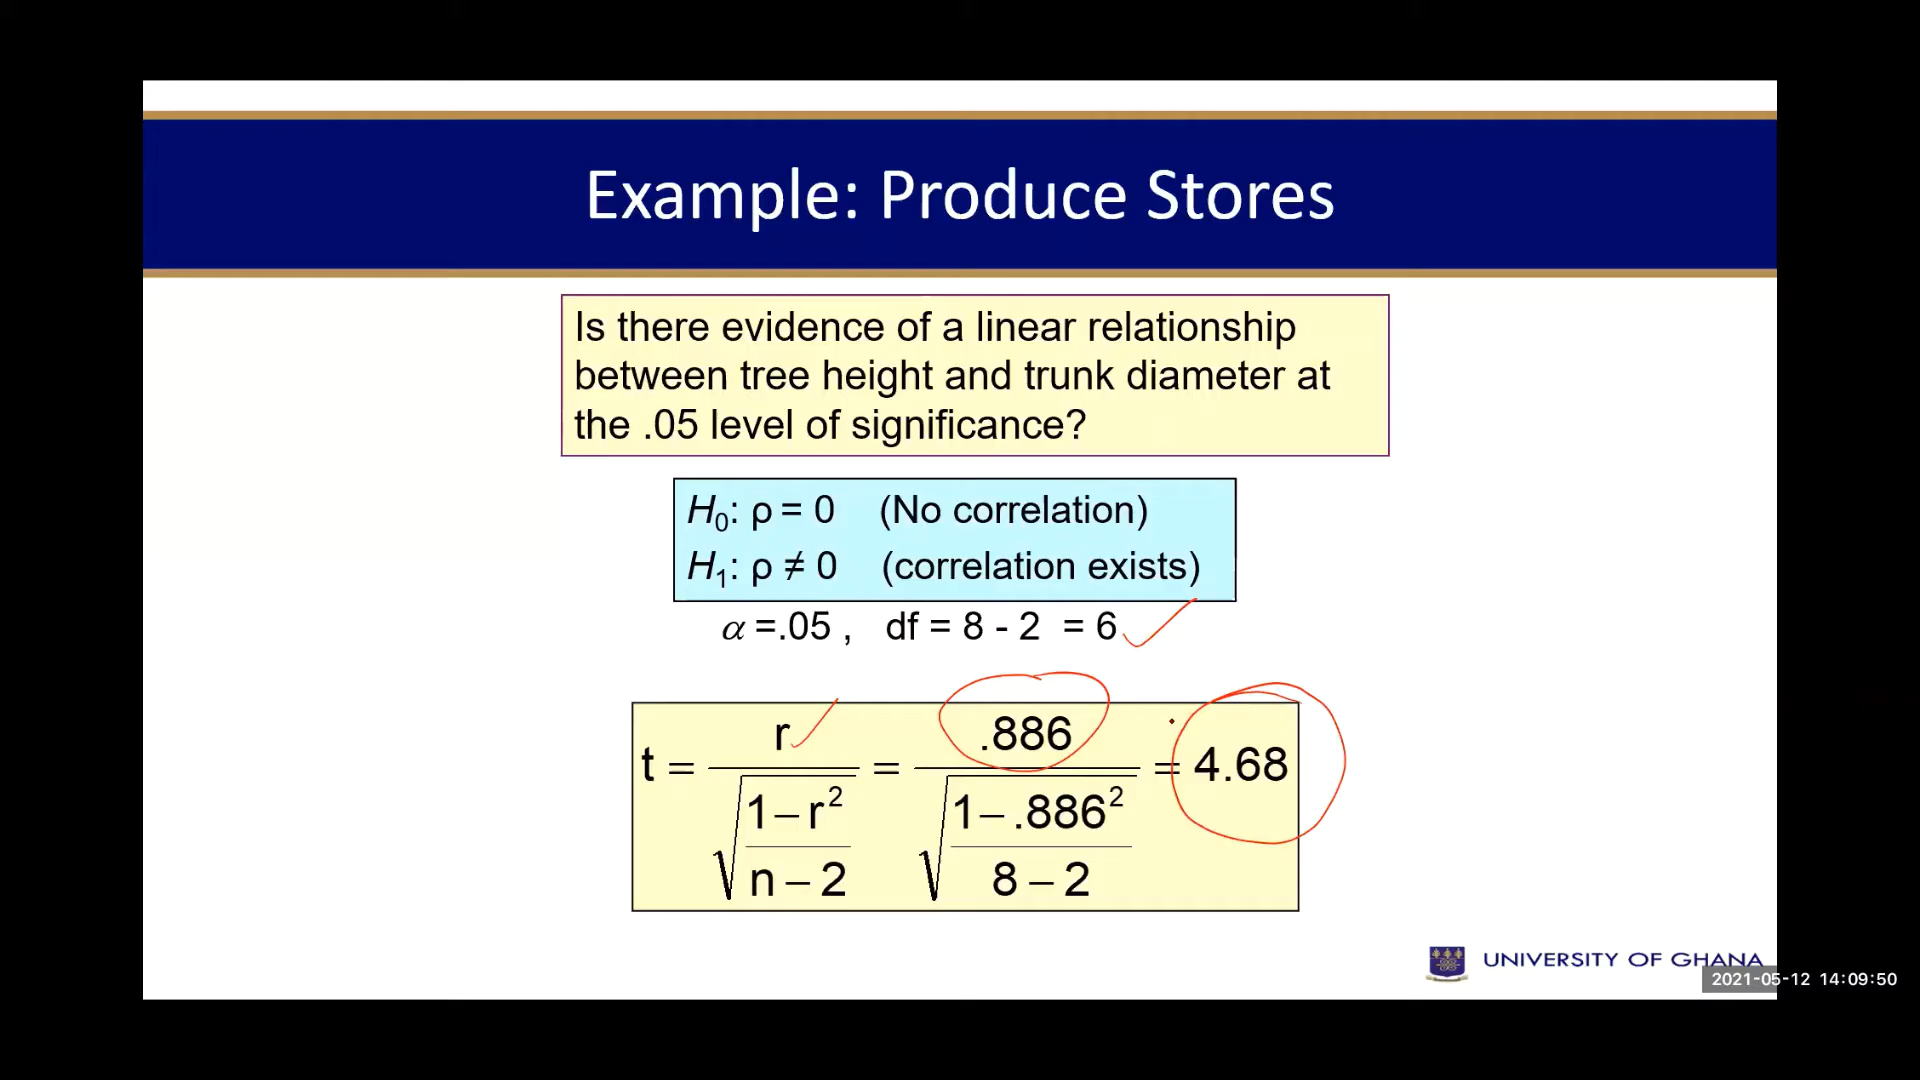 Example: Produce Stores
Is there evidence of a linear relationship
between tree height and trunk diameter at
the .05 level of significance?
H₀: ρ = 0 (No correlation)
H₁: ρ ≠ 0 (correlation exists)
α =.05 , df = 8 - 2 = 6
t = r / √((1 – r²) / (n – 2)) = .886 / √((1 – .886²) / (8 – 2)) = 4.68
UNIVERSITY OF GHANA
2021-05-12 14:09:50